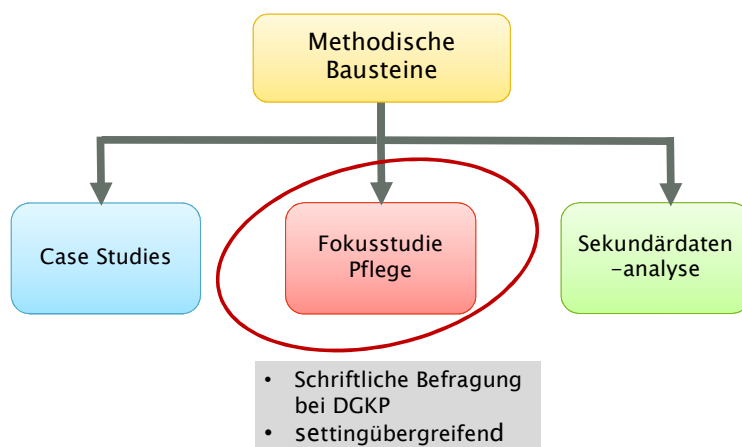 Methodische
Bausteine
Case Studies
Fokusstudie
Pflege
Sekundärdaten
-analyse
• Schriftliche Befragung
bei DGKP
• settingübergreifend